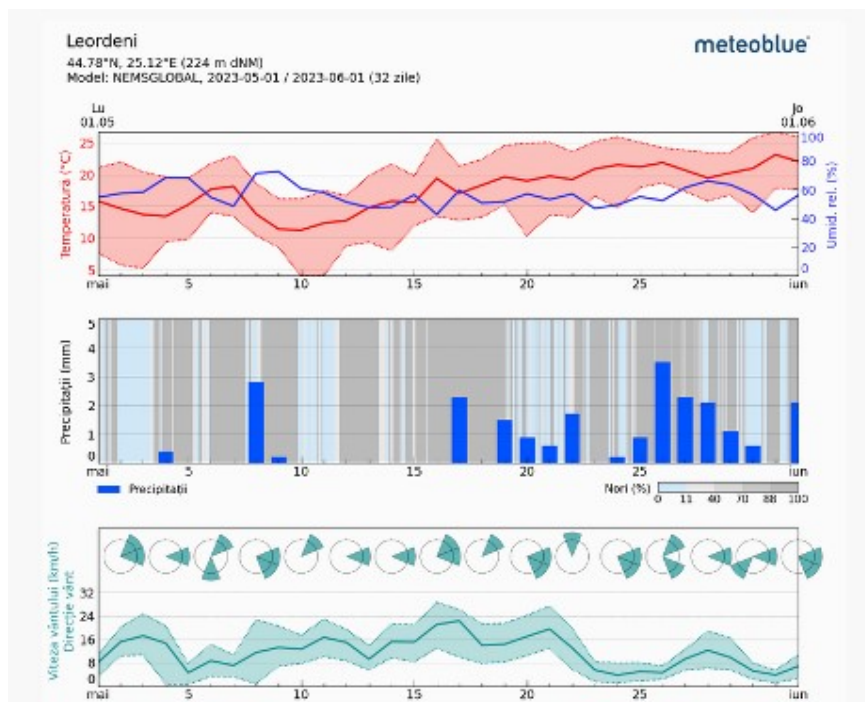 Leordeni
meteoblue
44.78°N, 25.12°E (224 m dNM)
Model: NEMSGLOBAL, 2023-05-01 / 2023-06-01 (32 zile)
Lu
01.05
Jo
01.06
Temperatura (°C)
25
20
15
10
5
100
80
60
40
20
0
Umid. rel. (%)
mai 5 10 15 20 25 iun
Precipitații (mm)
5
4
3
2
1
0
mai 5 10 15 20 25 iun
Precipitații
Nori (%)
0 11 40 70 88 100
Viteza vântului (km/h)
Direcție vânt
32
24
16
8
0
mai 5 10 15 20 25 iun